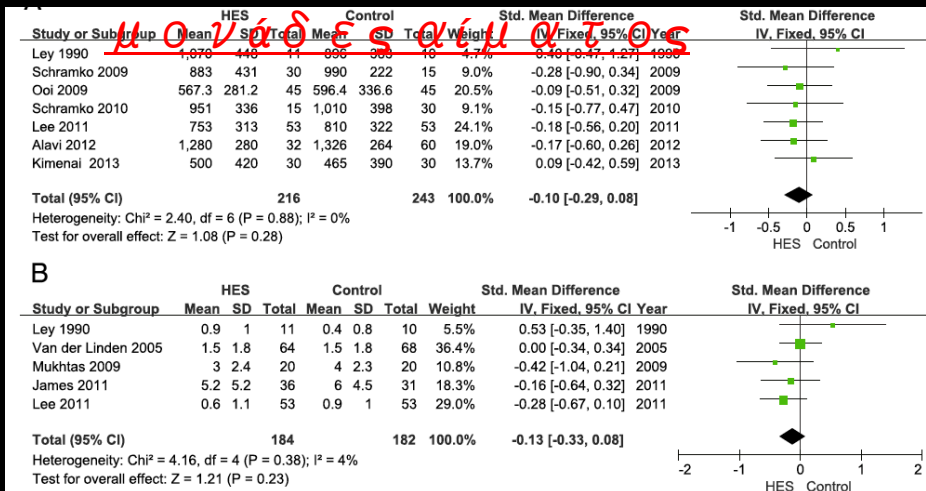 HES Control Std. Mean Difference Std. Mean Difference
Study or Subgroup Mean SD Total Mean SD Total Weight IV, Fixed, 95% CI Year IV, Fixed, 95% CI
μονάδες αίματος
Ley 1990 11 10 4.7%
Schramko 2009 883 431 30 990 222 15 9.0% -0.28 [-0.90, 0.34] 2009
Ooi 2009 567.3 281.2 45 596.4 336.6 45 20.5% -0.09 [-0.51, 0.32] 2009
Schramko 2010 951 336 15 1,010 398 30 9.1% -0.15 [-0.77, 0.47] 2010
Lee 2011 753 313 53 810 322 53 24.1% -0.18 [-0.56, 0.20] 2011
Alavi 2012 1,280 280 32 1,326 264 60 19.0% -0.17 [-0.60, 0.26] 2012
Kimenai 2013 500 420 30 465 390 30 13.7% 0.09 [-0.42, 0.59] 2013
Total (95% CI) 216 243 100.0% -0.10 [-0.29, 0.08]
Heterogeneity: Chi² = 2.40, df = 6 (P = 0.88); I² = 0%
Test for overall effect: Z = 1.08 (P = 0.28)
-1 -0.5 0 0.5 1
HES Control
B
HES Control Std. Mean Difference Std. Mean Difference
Study or Subgroup Mean SD Total Mean SD Total Weight IV, Fixed, 95% CI Year IV, Fixed, 95% CI
Ley 1990 0.9 1 11 0.4 0.8 10 5.5% 0.53 [-0.35, 1.40] 1990
Van der Linden 2005 1.5 1.8 64 1.5 1.8 68 36.4% 0.00 [-0.34, 0.34] 2005
Mukhtas 2009 3 2.4 20 4 2.3 20 10.8% -0.42 [-1.04, 0.21] 2009
James 2011 5.2 5.2 36 6 4.5 31 18.3% -0.16 [-0.64, 0.32] 2011
Lee 2011 0.6 1.1 53 0.9 1 53 29.0% -0.28 [-0.67, 0.10] 2011
Total (95% CI) 184 182 100.0% -0.13 [-0.33, 0.08]
Heterogeneity: Chi² = 4.16, df = 4 (P = 0.38); I² = 4%
Test for overall effect: Z = 1.21 (P = 0.23)
-2 -1 0 1 2
HES Control